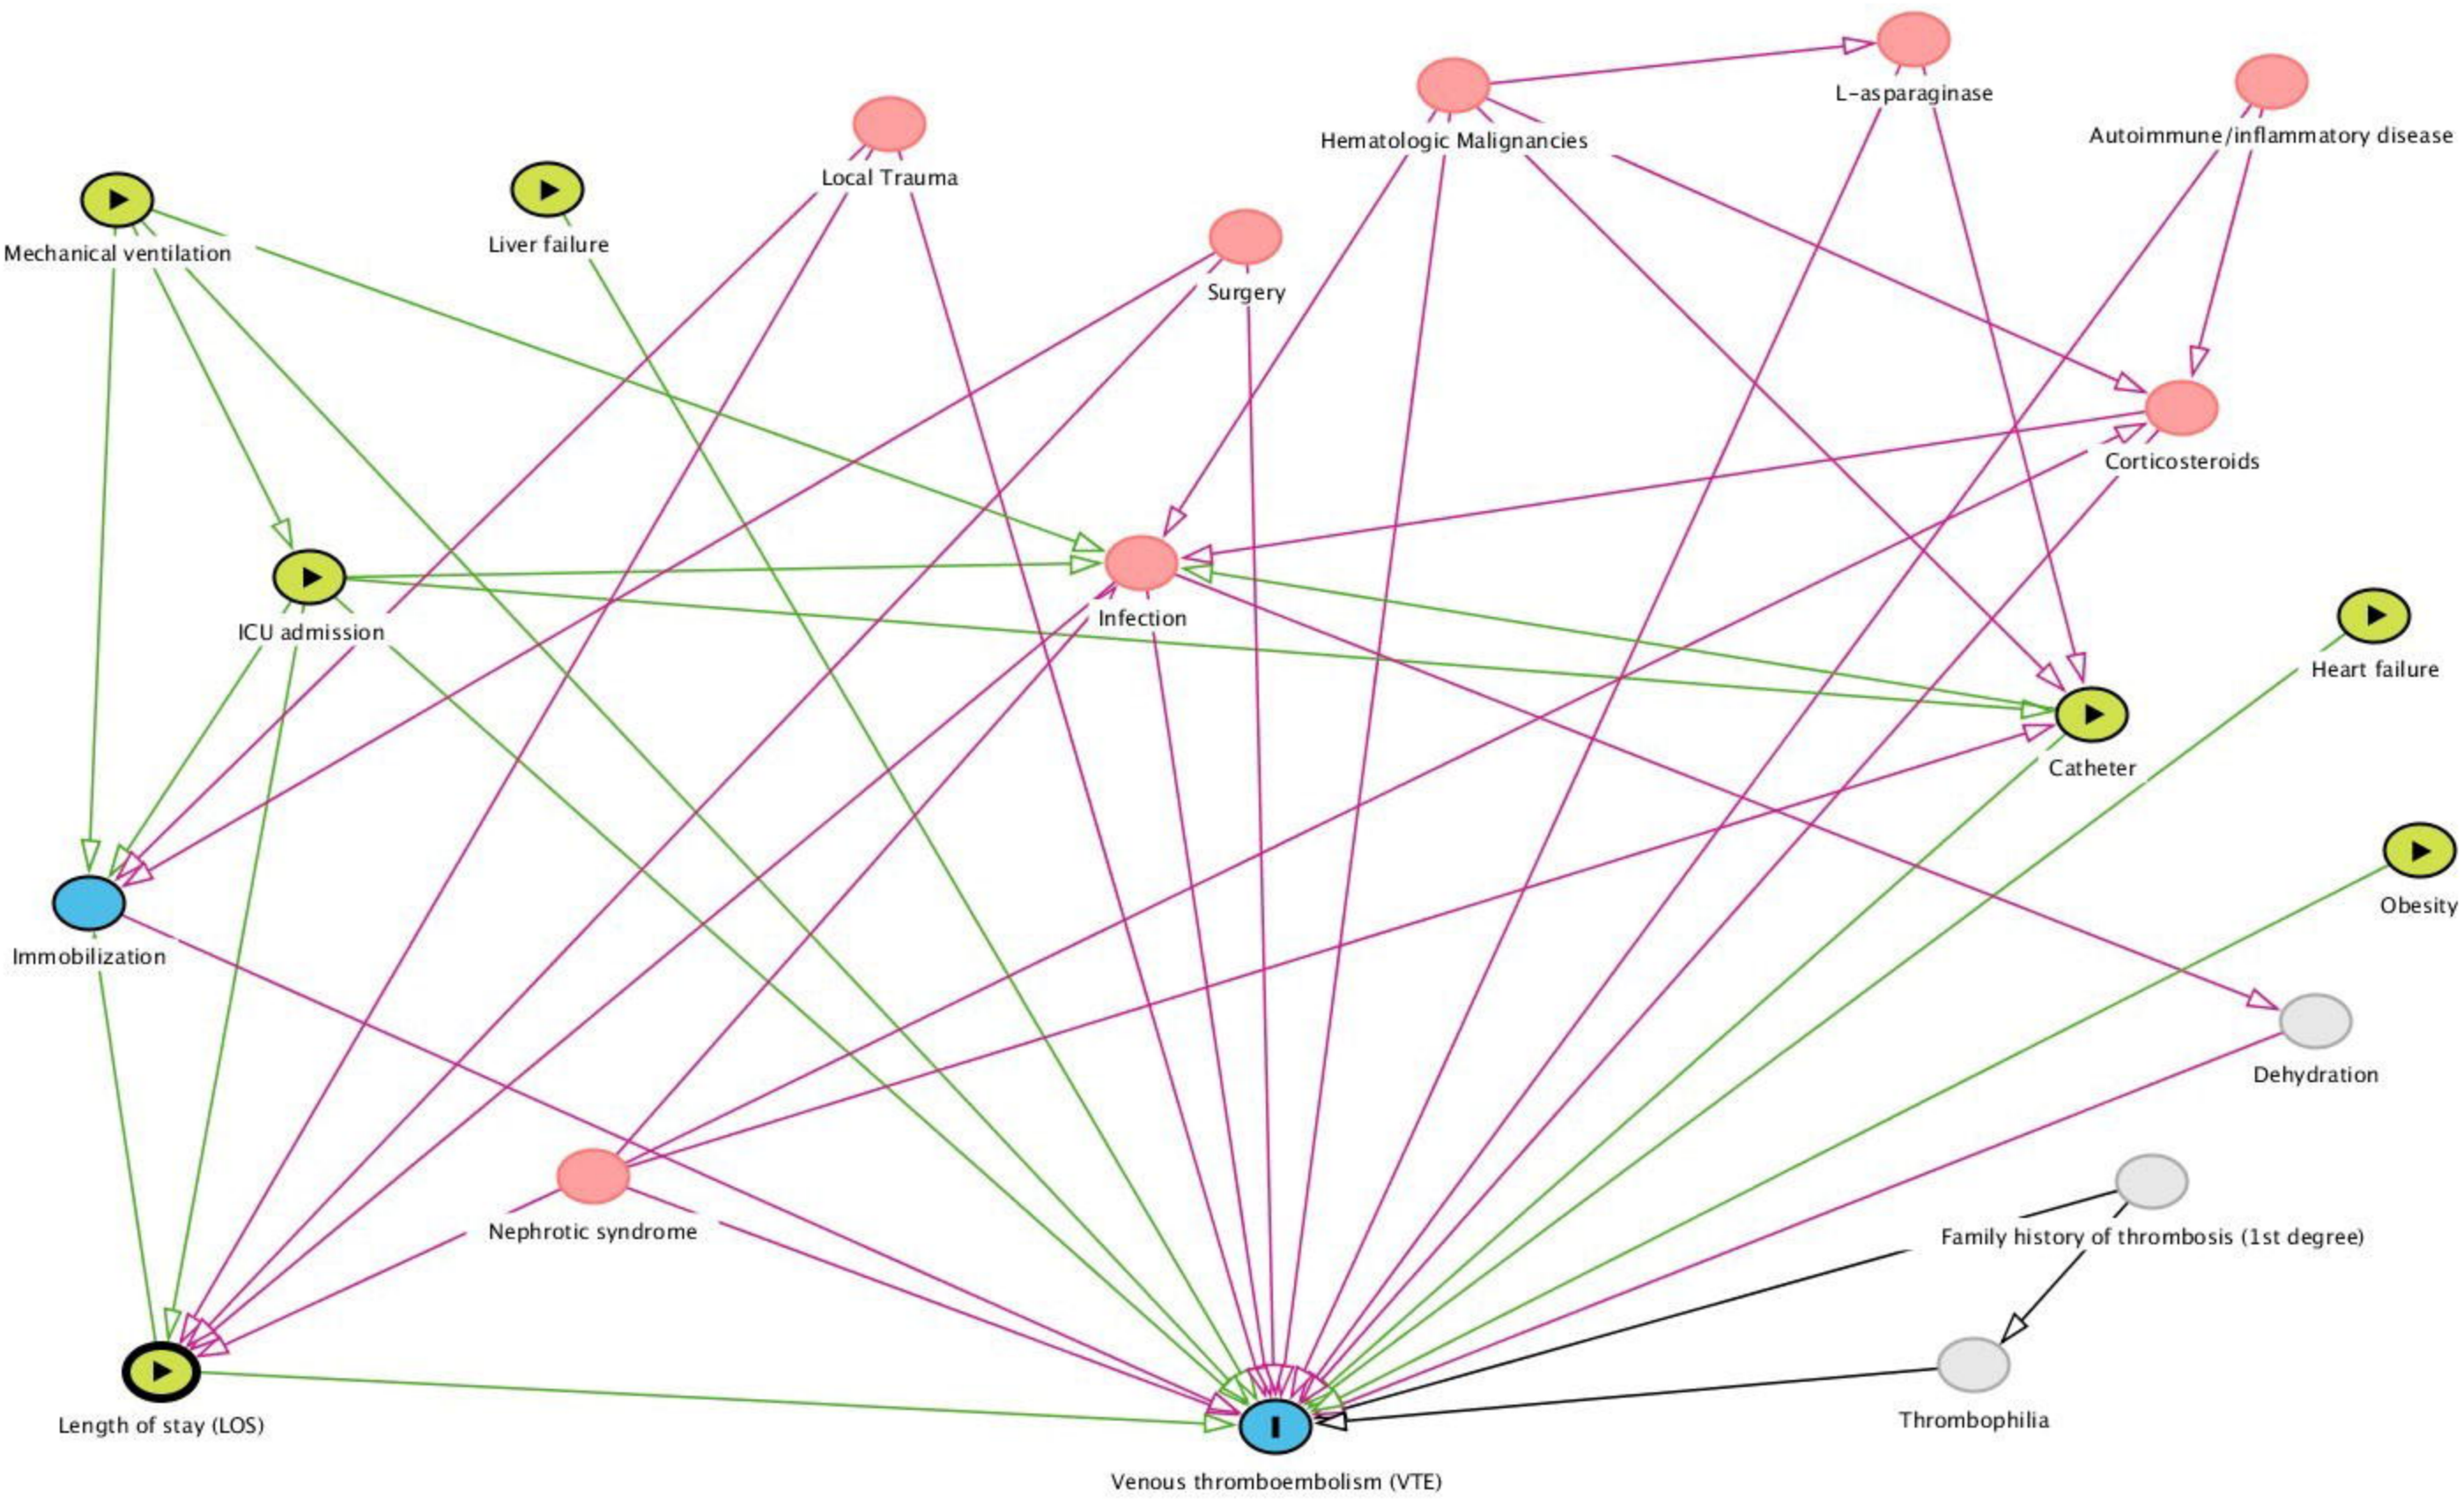 L-asparaginase
Autoimmune/inflammatory disease
Hematologic Malignancies
Local Trauma
Liver failure
Mechanical ventilation
Surgery
Corticosteroids
Infection
ICU admission
Heart failure
Catheter
Obesity
Immobilization
Dehydration
Nephrotic syndrome
Family history of thrombosis (1st degree)
Thrombophilia
Length of stay (LOS)
Venous thromboembolism (VTE)